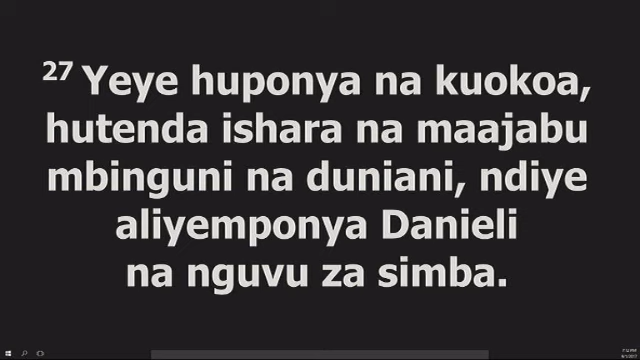 27 Yeye huponya na kuokoa,
hutenda ishara na maajabu
mbinguni na duniani, ndiye
aliyemponya Danieli
na nguvu za simba.